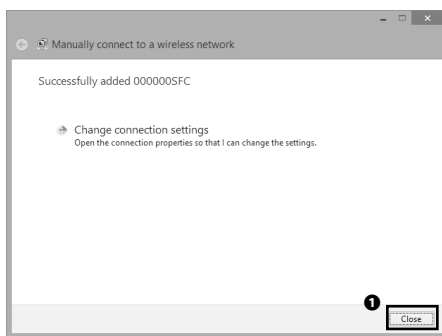 Manually connect to a wireless network
Successfully added 000000SFC
Change connection settings
Open the connection properties so that I can change the settings.
1
Close